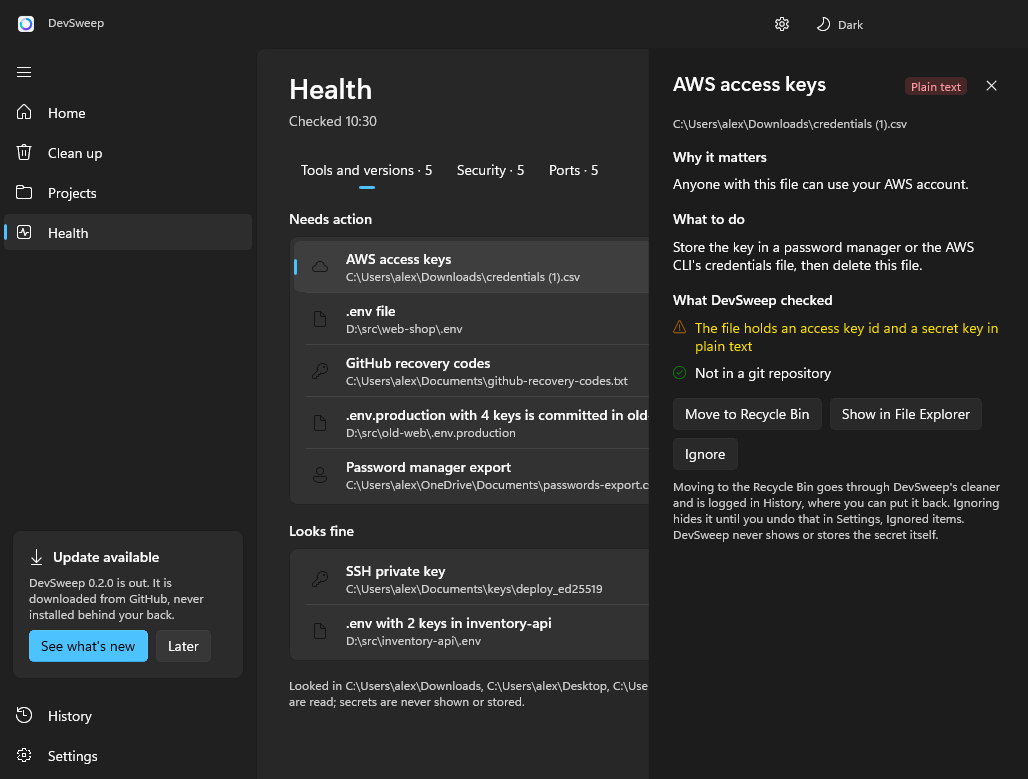 DevSweep
Dark
Home
Clean up
Projects
Health
Update available
DevSweep 0.2.0 is out. It is
downloaded from GitHub, never
installed behind your back.
See what's new
Later
History
Settings
Health
Checked 10:30
Tools and versions · 5
Security · 5
Ports · 5
Needs action
AWS access keys
C:\Users\alex\Downloads\credentials (1).csv
.env file
D:\src\web-shop\.env
GitHub recovery codes
C:\Users\alex\Documents\github-recovery-codes.txt
.env.production with 4 keys is committed in old-
D:\src\old-web\.env.production
Password manager export
C:\Users\alex\OneDrive\Documents\passwords-export.c
Looks fine
SSH private key
C:\Users\alex\Documents\keys\deploy_ed25519
.env with 2 keys in inventory-api
D:\src\inventory-api\.env
Looked in C:\Users\alex\Downloads, C:\Users\alex\Desktop, C:\Use
are read; secrets are never shown or stored.
AWS access keys
Plain text
C:\Users\alex\Downloads\credentials (1).csv
Why it matters
Anyone with this file can use your AWS account.
What to do
Store the key in a password manager or the AWS
CLI's credentials file, then delete this file.
What DevSweep checked
The file holds an access key id and a secret key in
plain text
Not in a git repository
Move to Recycle Bin
Show in File Explorer
Ignore
Moving to the Recycle Bin goes through DevSweep's cleaner
and is logged in History, where you can put it back. Ignoring
hides it until you undo that in Settings, Ignored items.
DevSweep never shows or stores the secret itself.